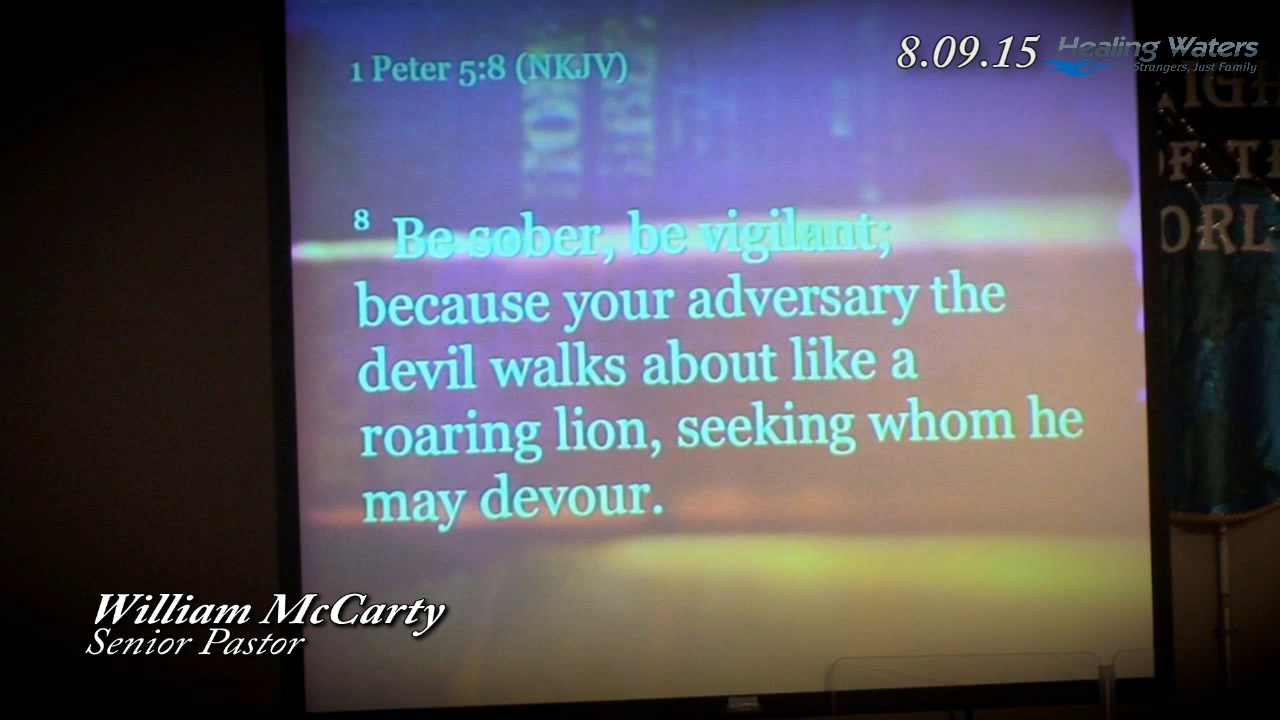 1 Peter 5:8 (NKJV)
8.09.15
Healing Waters
Strangers, Just Family
8 Be sober, be vigilant;
because your adversary the
devil walks about like a
roaring lion, seeking whom he
may devour.
OF
William McCarty
Senior Pastor